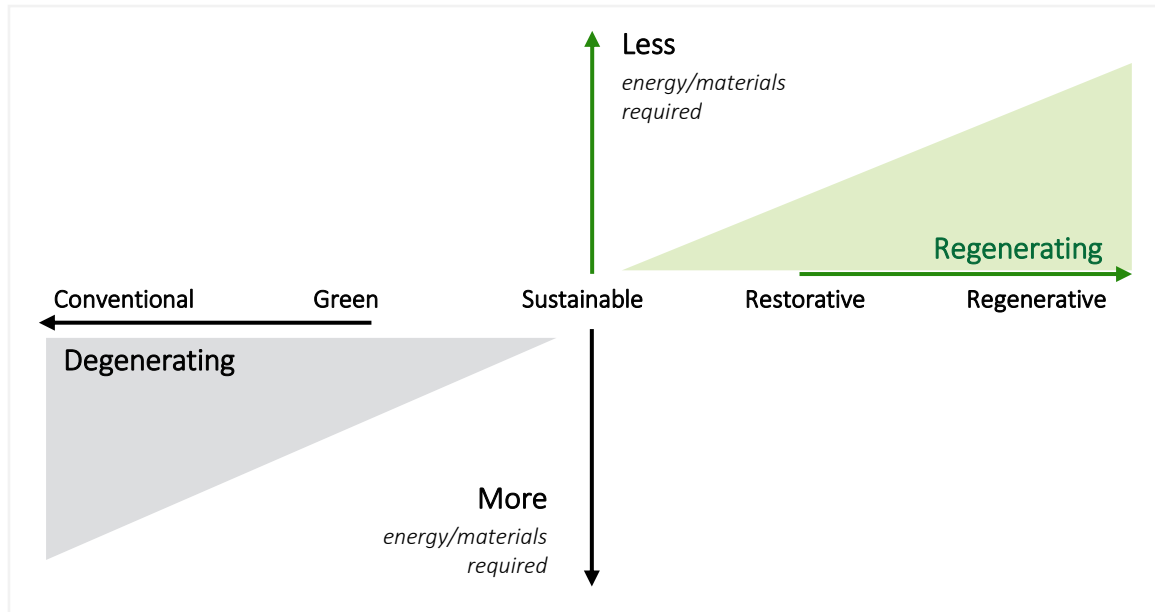 Less
energy/materials
required
Regenerating
Conventional
Green
Sustainable
Restorative
Regenerative
Degenerating
More
energy/materials
required